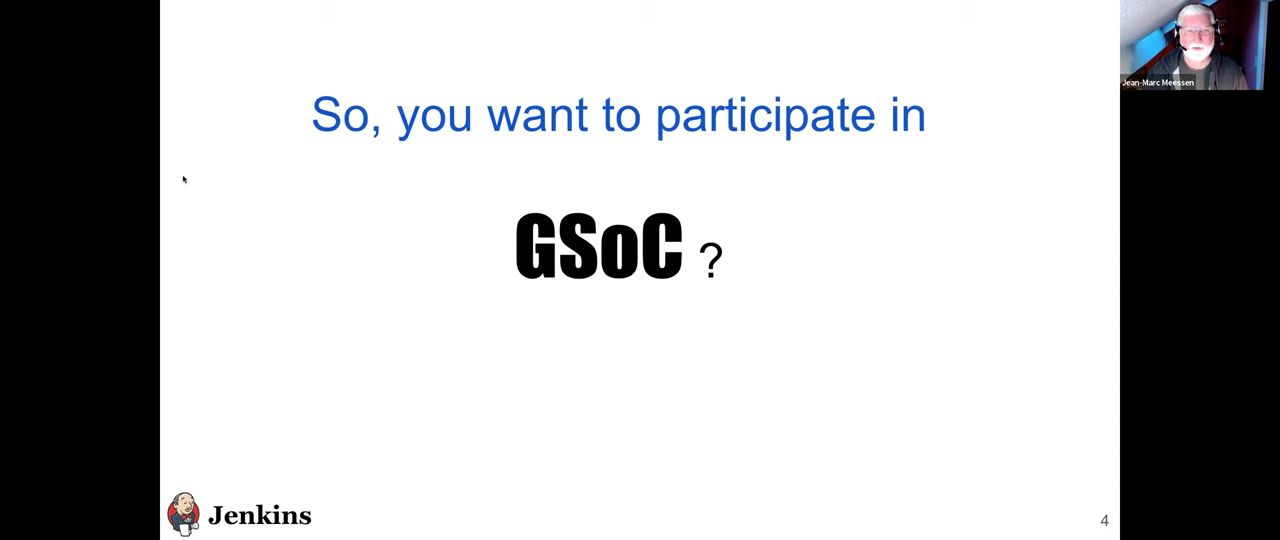 So, you want to participate in
GSoC ?
Jean-Marc Meessen
Jenkins
4